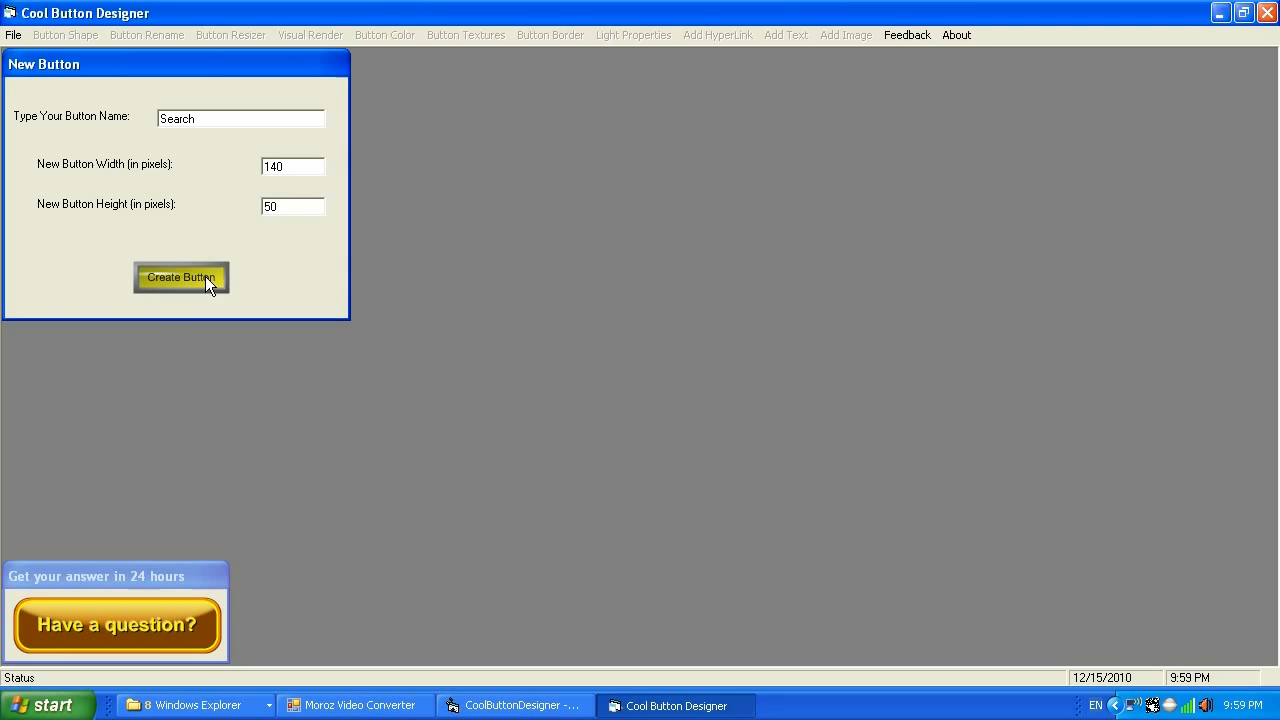 Cool Button Designer
File Button Shape Button Rename Button Resizer Visual Render Button Color Button Textures Button Border Light Properties Add HyperLink Add Text Add Image Feedback About
New Button
Type Your Button Name: Search
New Button Width (in pixels): 140
New Button Height (in pixels): 50
Create Button
Get your answer in 24 hours
Have a question?
Status 12/15/2010 9:59 PM
start 8 Windows Explorer Moroz Video Converter CoolButtonDesigner -... Cool Button Designer EN 9:59 PM